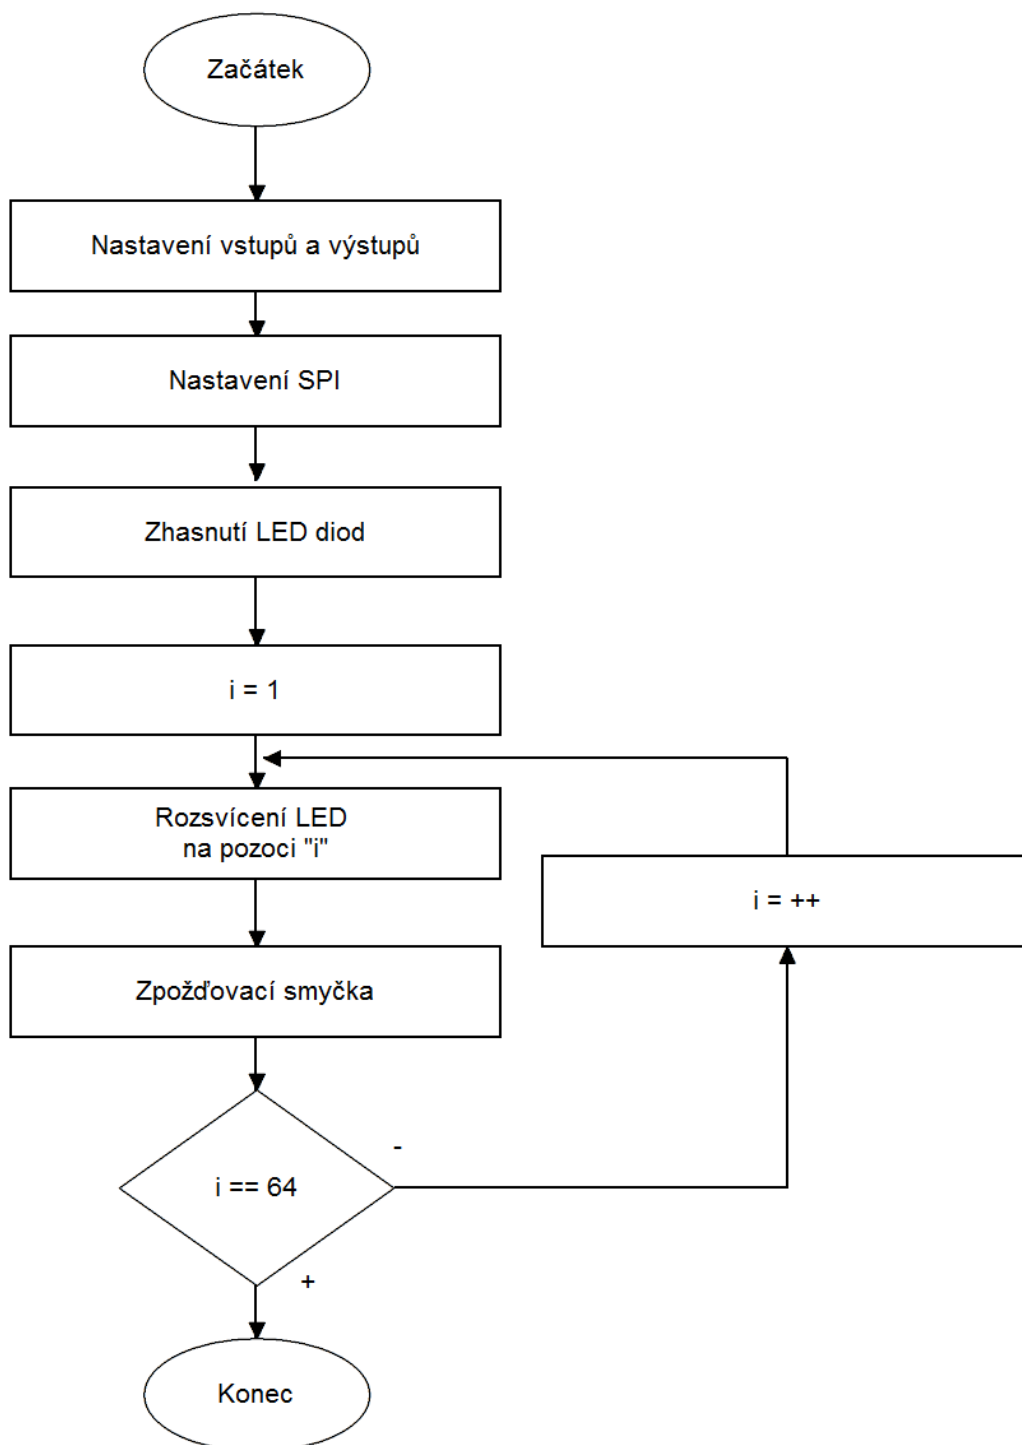 Začátek
Nastavení vstupů a výstupů
Nastavení SPI
Zhasnutí LED diod
i = 1
Rozsvícení LED
na pozoci "i"
i = ++
Zpožďovací smyčka
-
i == 64
+
Konec